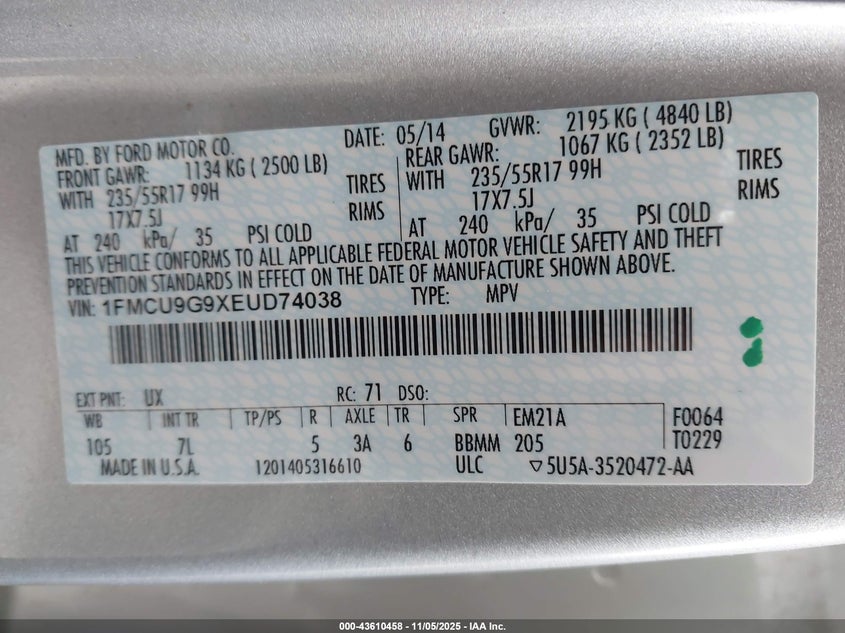 MFD. BY FORD MOTOR CO.
DATE: 05/14 GVWR: 2195 KG ( 4840 LB)
FRONT GAWR: 1134 KG ( 2500 LB)
REAR GAWR: 1067 KG ( 2352 LB)
WITH 235/55R17 99H TIRES
WITH 235/55R17 99H TIRES
17X7.5J RIMS
17X7.5J RIMS
AT 240 kPa/ 35 PSI COLD
AT 240 kPa/ 35 PSI COLD
THIS VEHICLE CONFORMS TO ALL APPLICABLE FEDERAL MOTOR VEHICLE SAFETY AND THEFT
PREVENTION STANDARDS IN EFFECT ON THE DATE OF MANUFACTURE SHOWN ABOVE.
VIN: 1FMCU9G9XEUD74038 TYPE: MPV
EXT PNT: UX RC: 71 DSO:
WB INT TR TP/PS R AXLE TR SPR EM21A F0064
105 7L 5 3A 6 BBMM 205 T0229
MADE IN U.S.A. 1201405316610 ULC ▽5U5A-3520472-AA
000-43610458 - 11/05/2025 - IAA Inc.